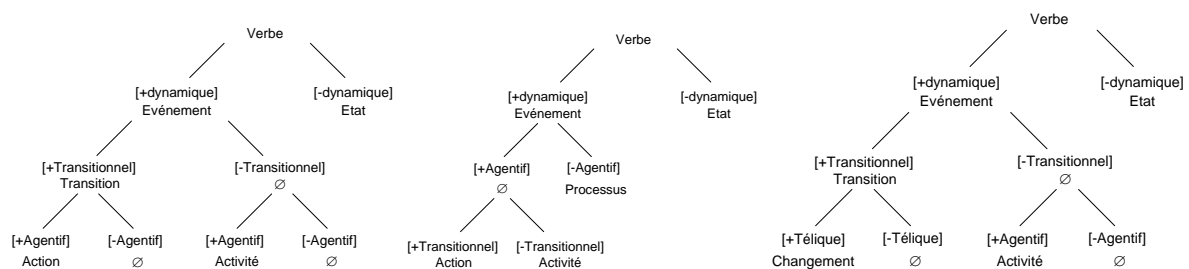 Verbe
[+dynamique] [-dynamique]
Evénement Etat
[+Transitionnel] [-Transitionnel]
Transition ∅
[+Agentif] [-Agentif] [+Agentif] [-Agentif]
Action ∅ Activité ∅
Verbe
[+dynamique] [-dynamique]
Evénement Etat
[+Agentif] [-Agentif]
∅ Processus
[+Transitionnel] [-Transitionnel]
Action Activité
Verbe
[+dynamique] [-dynamique]
Evénement Etat
[+Transitionnel] [-Transitionnel]
Transition ∅
[+Télique] [-Télique] [+Agentif] [-Agentif]
Changement ∅ Activité ∅